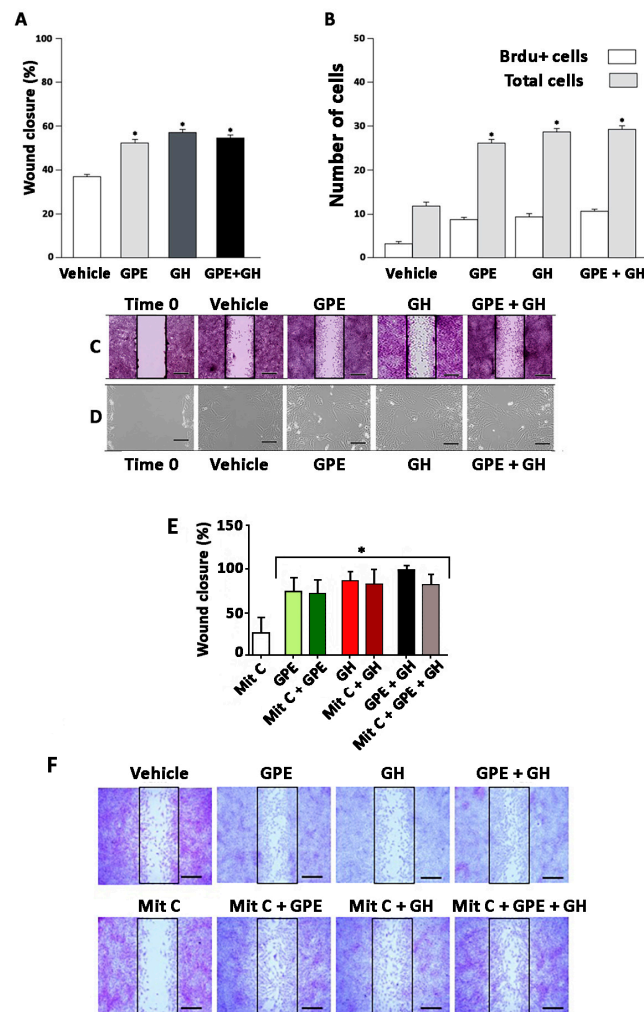 A
Wound closure (%)
100
80
60
40
20
0
* * *
Vehicle GPE GH GPE+GH
B
Number of cells
50
30
20
10
0
Brdu+ cells
Total cells
* * *
Vehicle GPE GH GPE + GH
Time 0 Vehicle GPE GH GPE + GH
C
D
Time 0 Vehicle GPE GH GPE + GH
E
Wound closure (%)
150
100
50
0
*
Mit C
GPE
Mit C + GPE
GH
Mit C + GH
GPE + GH
Mit C + GPE + GH
F
Vehicle GPE GH GPE + GH
Mit C Mit C + GPE Mit C + GH Mit C + GPE + GH